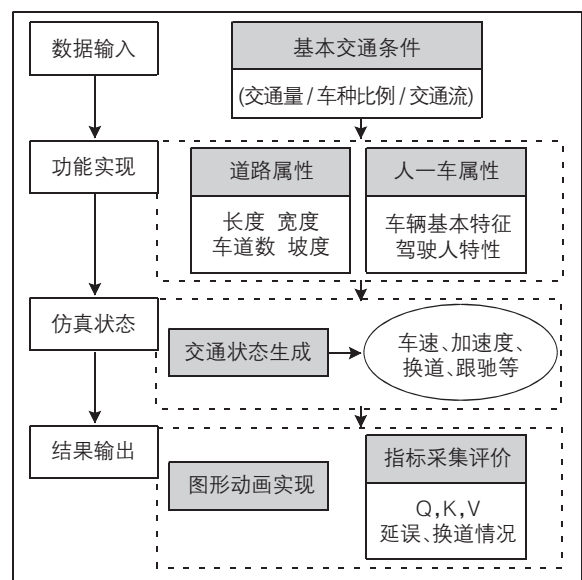 数据输入
基本交通条件
(交通量/车种比例/交通流)
功能实现
道路属性
人一车属性
长度 宽度
车道数 坡度
车辆基本特征
驾驶人特性
仿真状态
交通状态生成
车速、加速度、
换道、跟驰等
结果输出
图形动画实现
指标采集评价
Q,K,V
延误、换道情况